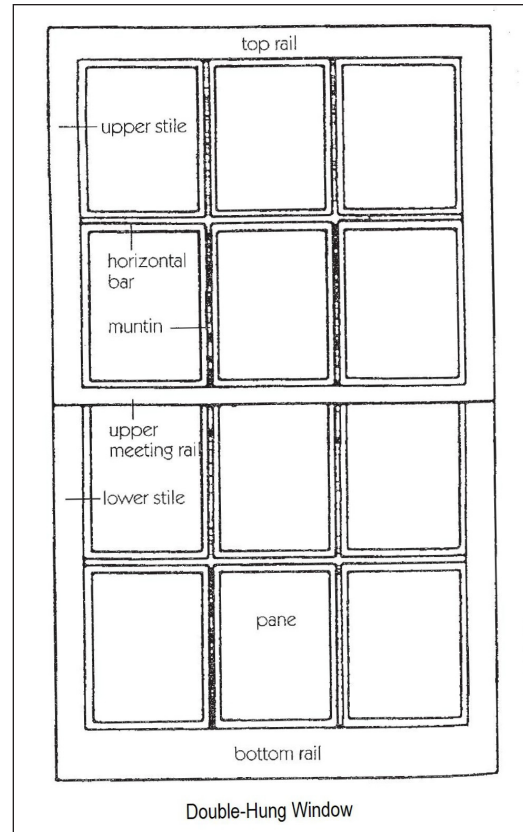 top rail
upper stile
horizontal
bar
muntin
upper
meeting rail
lower stile
pane
bottom rail
Double-Hung Window